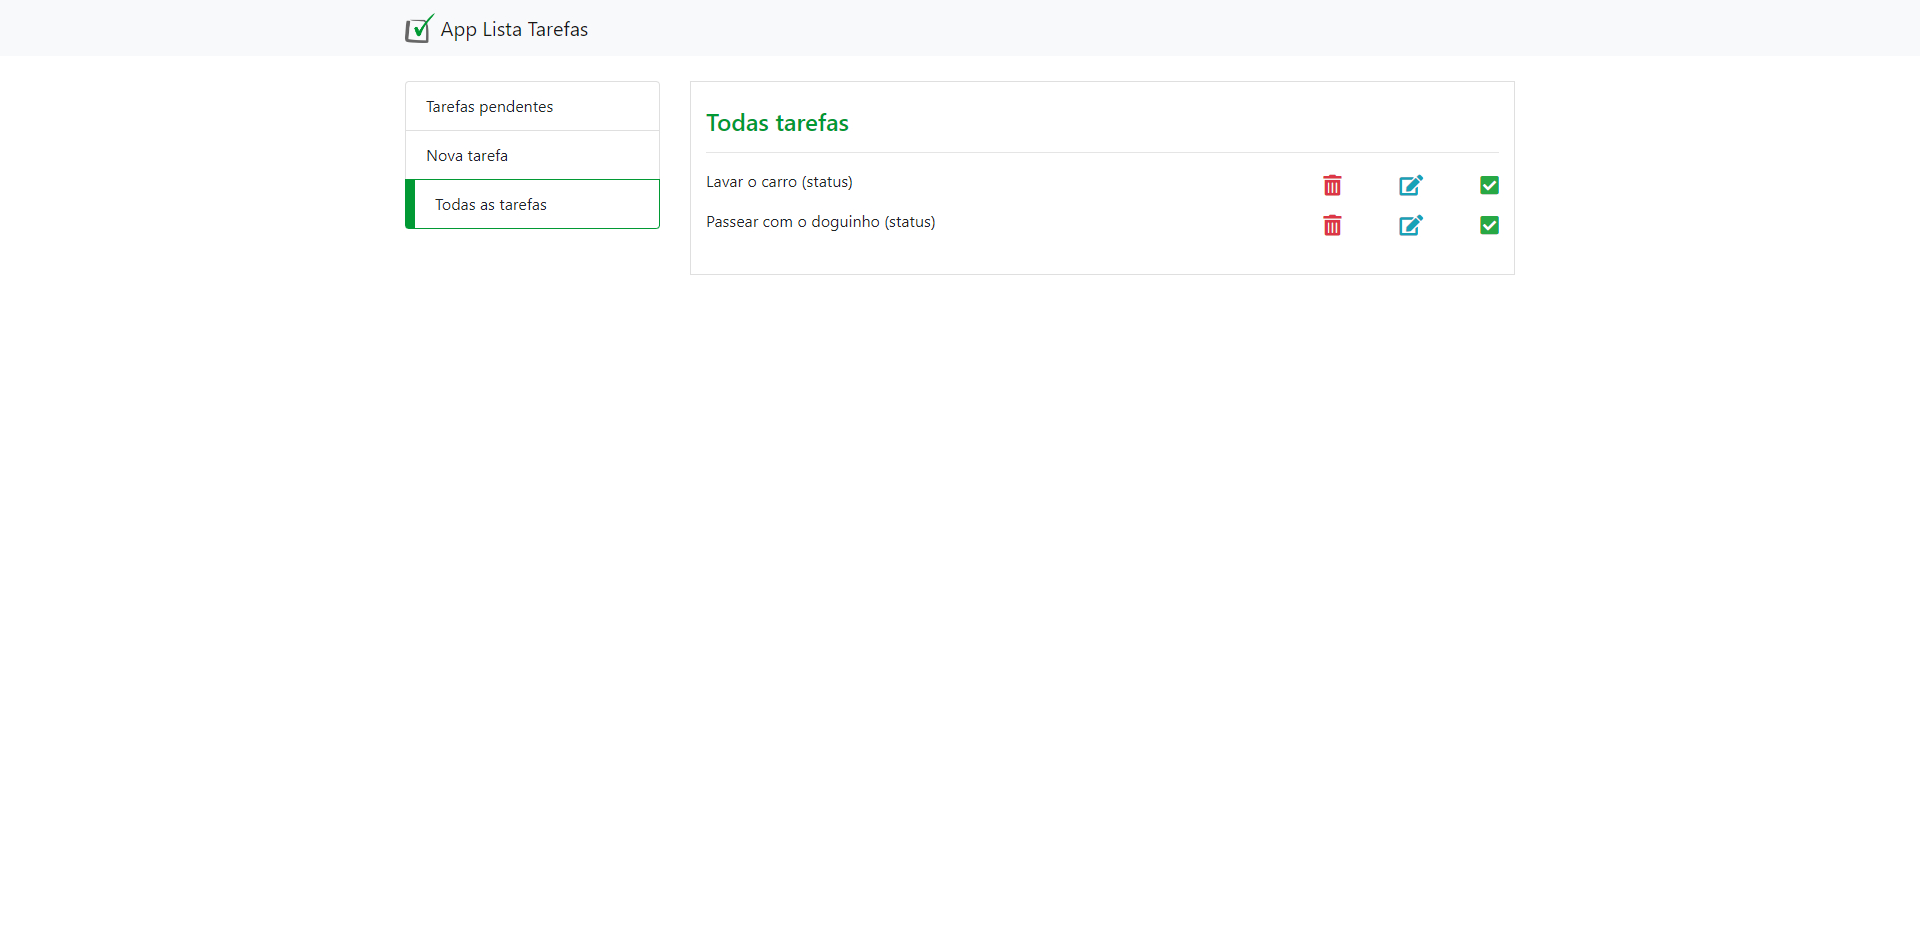 App Lista Tarefas
Tarefas pendentes
Nova tarefa
Todas as tarefas
Todas tarefas
Lavar o carro (status)
Passear com o doguinho (status)